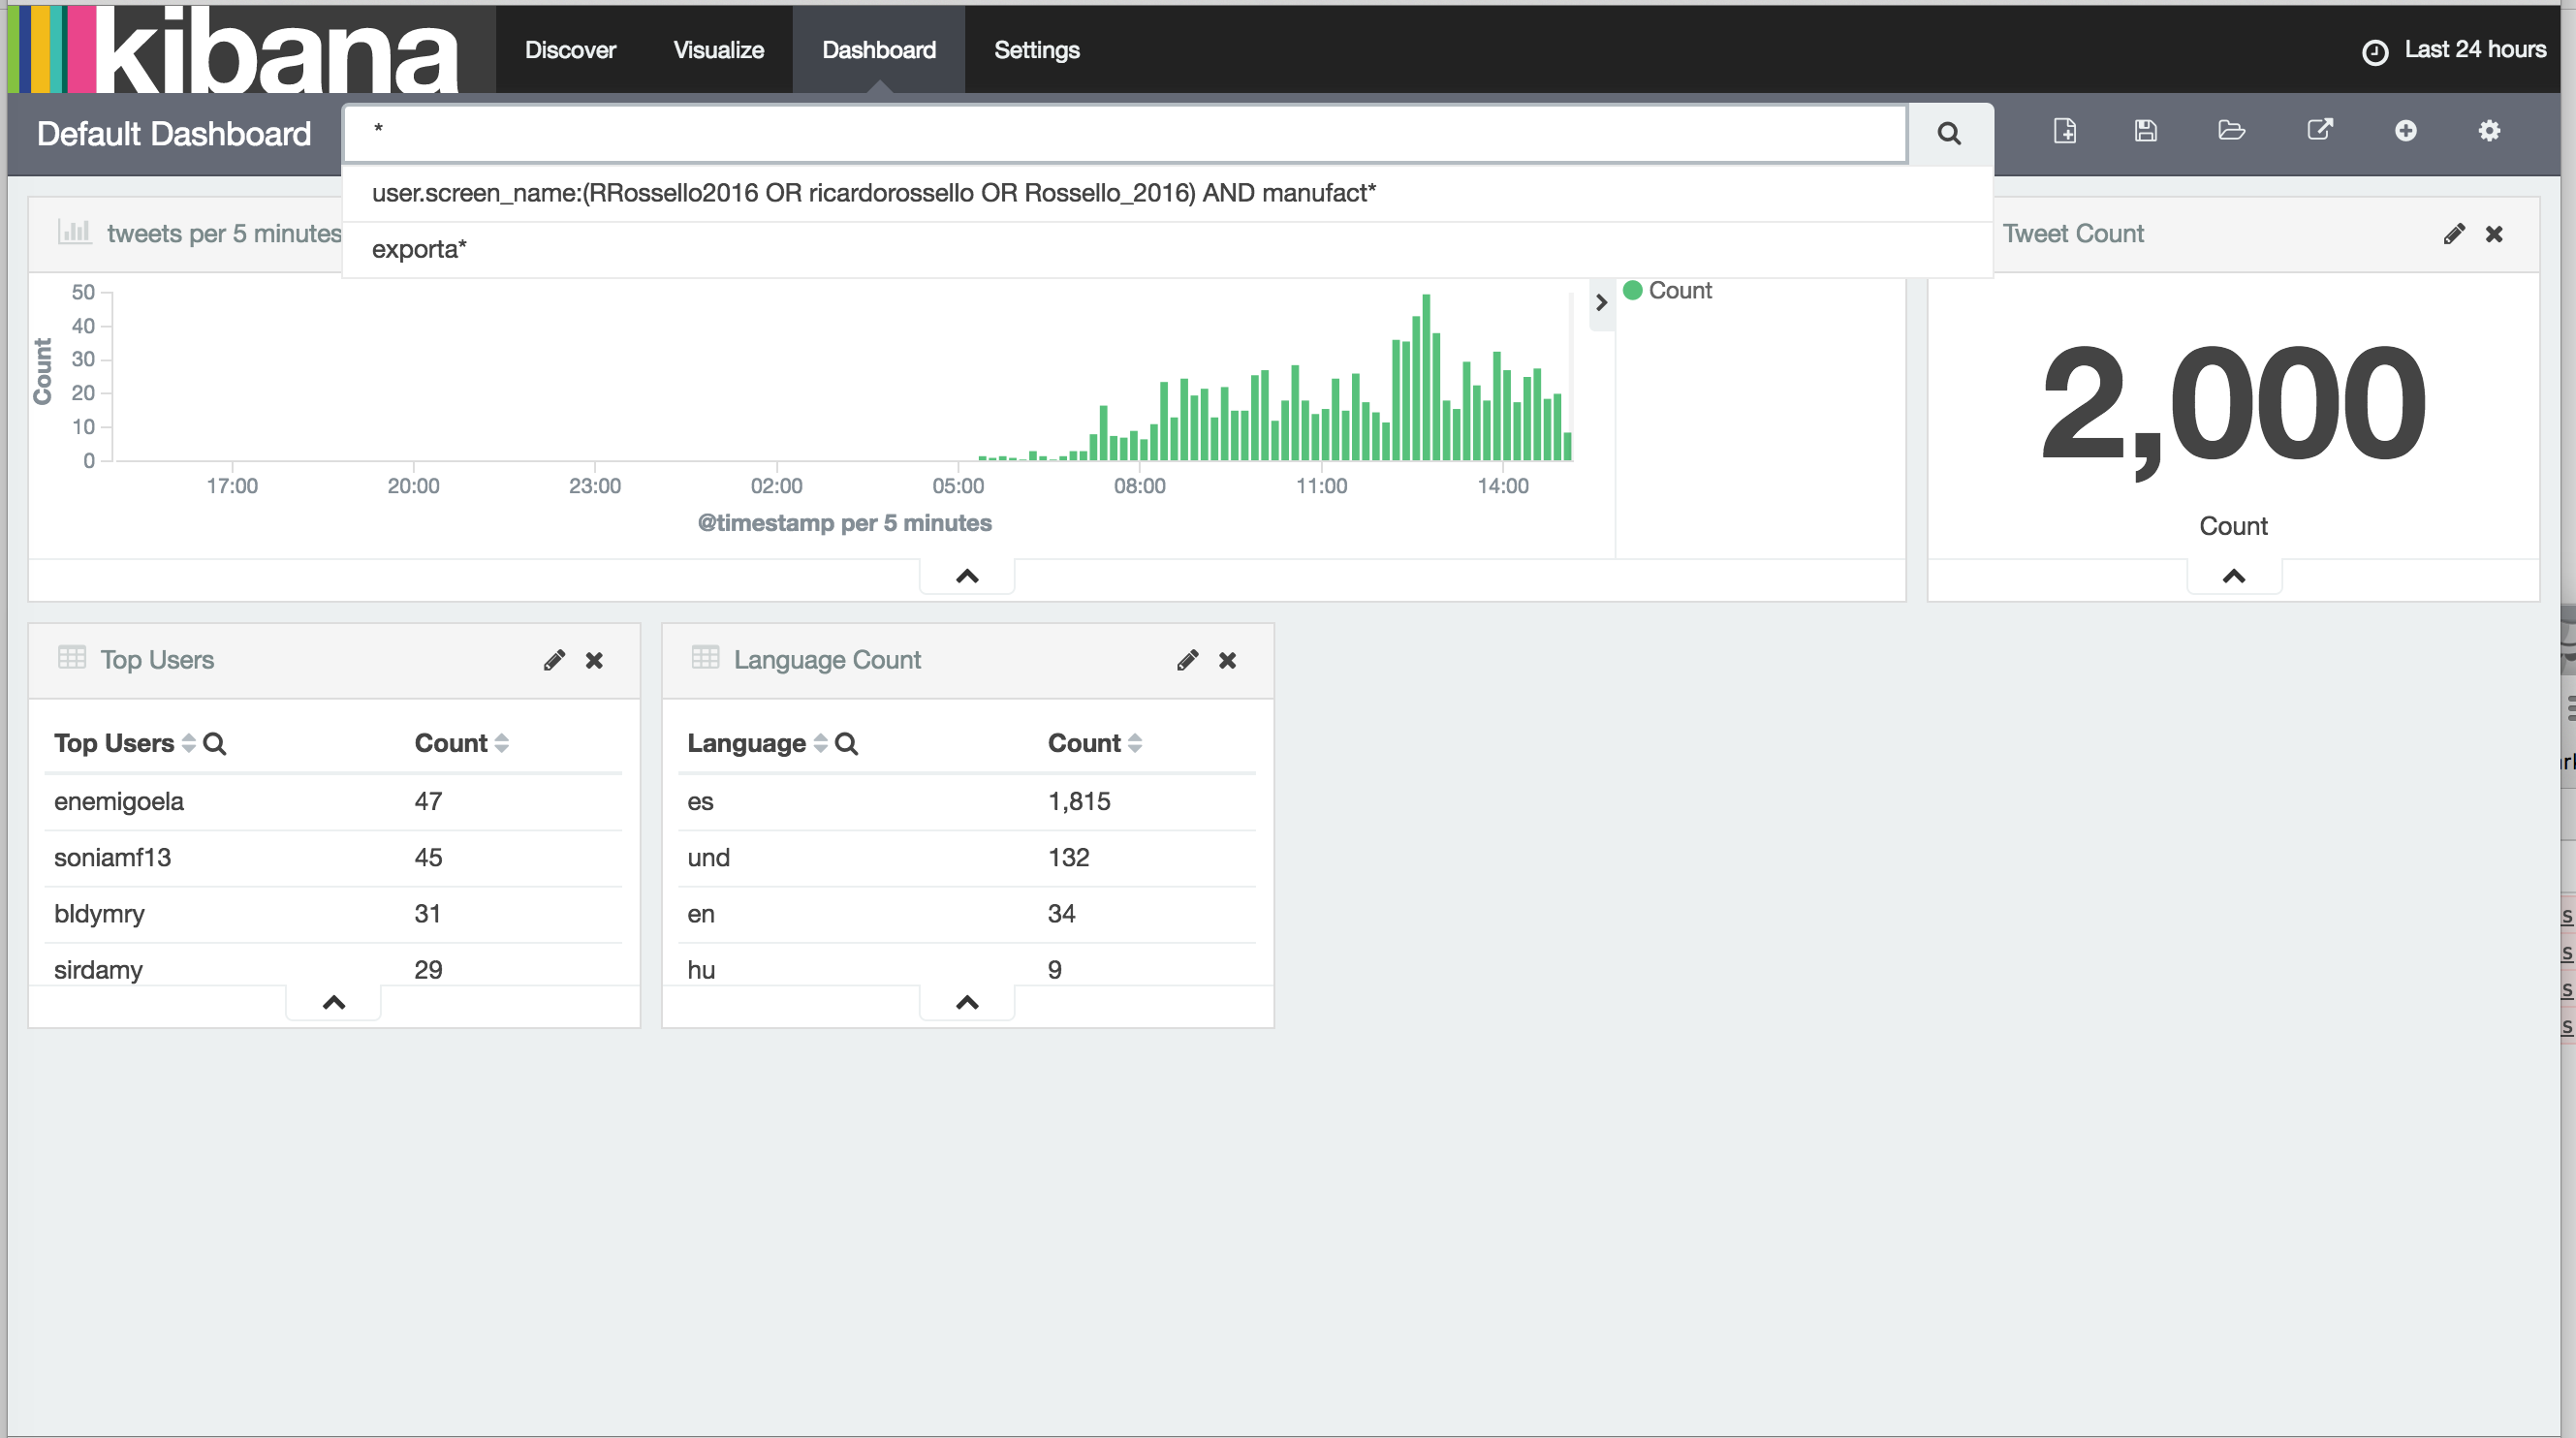 kibana Discover Visualize Dashboard Settings Last 24 hours
Default Dashboard *
user.screen_name:(RRossello2016 OR ricardorossello OR Rossello_2016) AND manufact*
exporta*
tweets per 5 minutes
Count
50
40
30
20
10
0
17:00 20:00 23:00 02:00 05:00 08:00 11:00 14:00
@timestamp per 5 minutes
Count
Tweet Count
2,000
Count
Top Users
Top Users Count
enemigoela 47
soniamf13 45
bldymry 31
sirdamy 29
Language Count
Language Count
es 1,815
und 132
en 34
hu 9
s
s
s
s